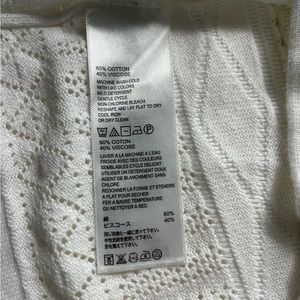 60% COTTON
40% VISCOSE
MACHINE WASH COLD
WITH LIKE COLORS
MILD DETERGENT
GENTLE CYCLE
NON-CHLORINE BLEACH
RESHAPE AND LAY FLAT TO DRY
COOL IRON
OR DRY CLEAN
60% COTTON
40% VISCOSE
LAVER A LA MACHINE A L'EAU
FROIDE AVEC DES COULEURS
SEMBLABLES CYCLE DELICAT
UTILISER UN DETERGENT DOUX
AGENT DE BLANCHIMENT SANS
CHLORE
REDONNER LA FORME ET ETENDRE
A PLAT POUR SECHER
FER A BASSE TEMPERATURE
OU NETTOYER A SEC
綿 60%
ビスコース 40%